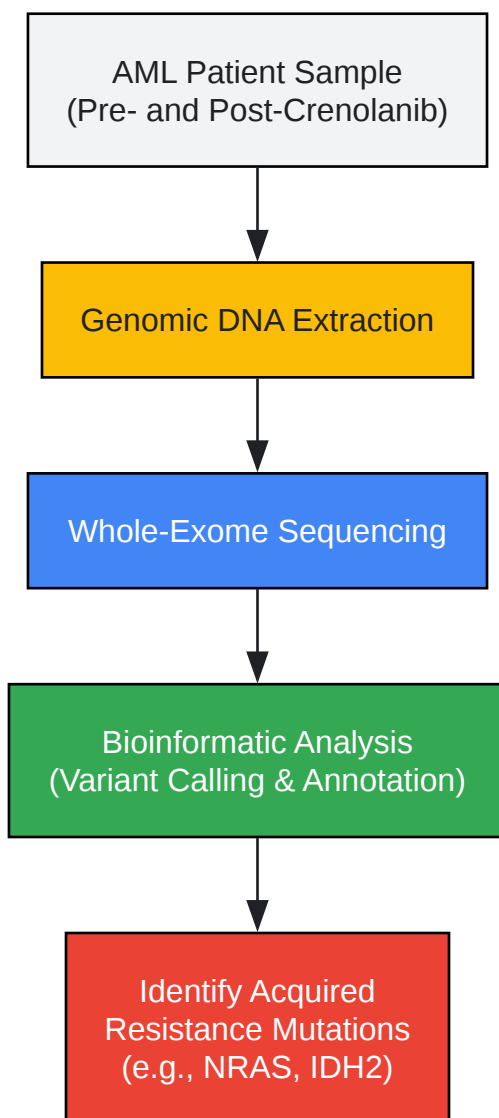 AML Patient Sample
(Pre- and Post-Crenolanib)
Genomic DNA Extraction
Whole-Exome Sequencing
Bioinformatic Analysis
(Variant Calling & Annotation)
Identify Acquired
Resistance Mutations
(e.g., NRAS, IDH2)